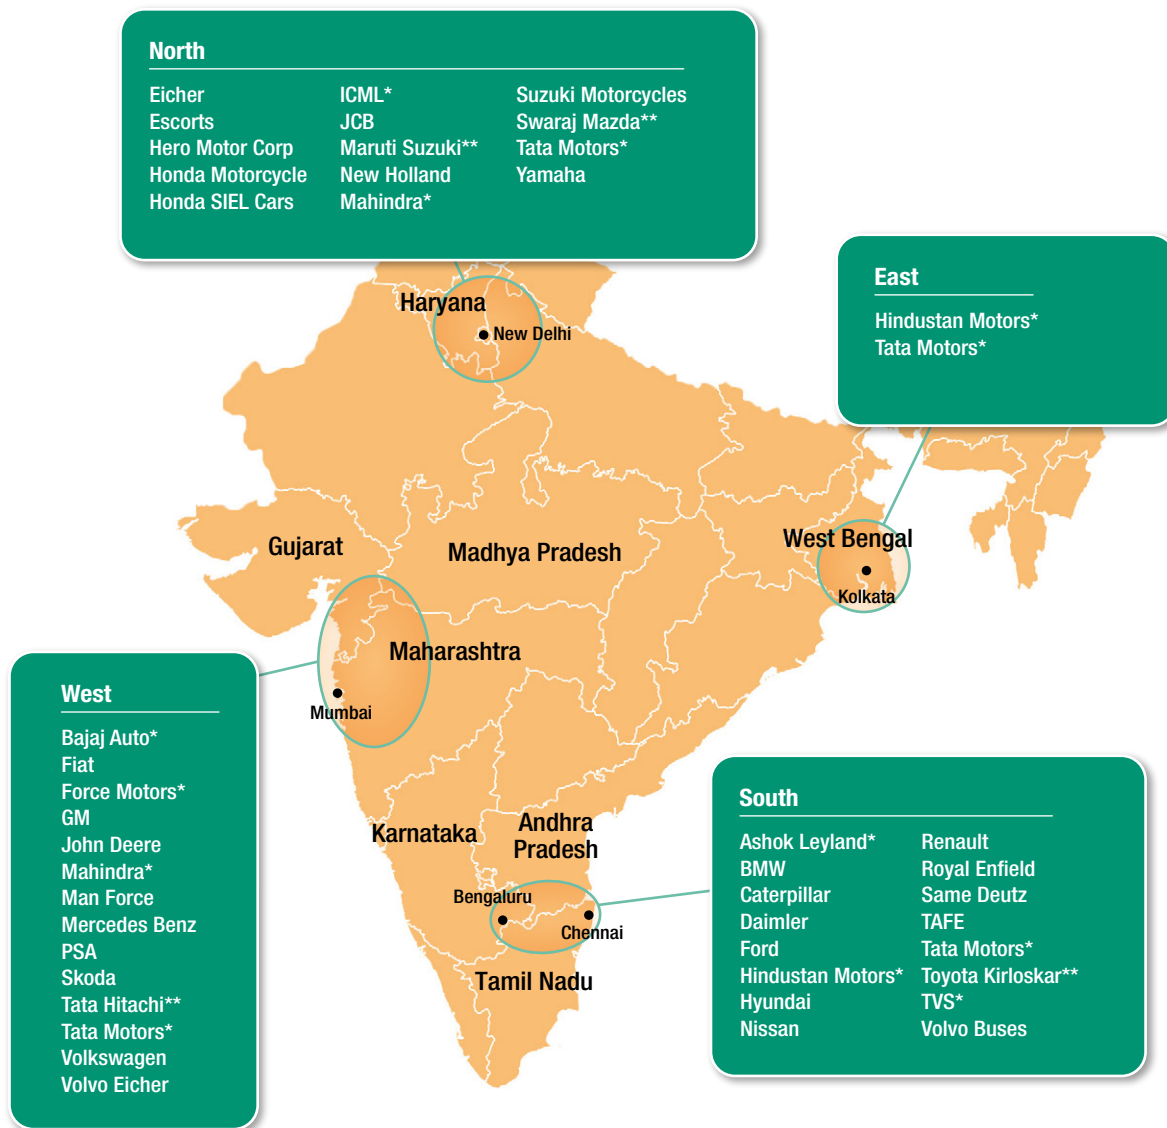 North
Eicher
Escorts
Hero Motor Corp
Honda Motorcycle
Honda SIEL Cars
ICML*
JCB
Maruti Suzuki**
New Holland
Mahindra*
Suzuki Motorcycles
Swaraj Mazda**
Tata Motors*
Yamaha
East
Hindustan Motors*
Tata Motors*
Haryana
New Delhi
Gujarat
Madhya Pradesh
West Bengal
Kolkata
Maharashtra
Mumbai
Karnataka
Andhra
Pradesh
Bengaluru
Chennai
Tamil Nadu
West
Bajaj Auto*
Fiat
Force Motors*
GM
John Deere
Mahindra*
Man Force
Mercedes Benz
PSA
Skoda
Tata Hitachi**
Tata Motors*
Volkswagen
Volvo Eicher
South
Ashok Leyland*
BMW
Caterpillar
Daimler
Ford
Hindustan Motors*
Hyundai
Nissan
Renault
Royal Enfield
Same Deutz
TAFE
Tata Motors*
Toyota Kirloskar**
TVS*
Volvo Buses